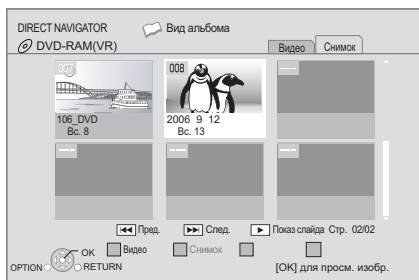 DIRECT NAVIGATOR Вид альбома
DVD-RAM(VR) Видео Снимок
007 008 ---
106_DVD 2006 9 12
Вс. 8 Вс. 13
--- --- ---
Пред. След. Показ слайда Стр. 02/02
OK Видео Снимок
OPTION RETURN [OK] для просм. изобр.